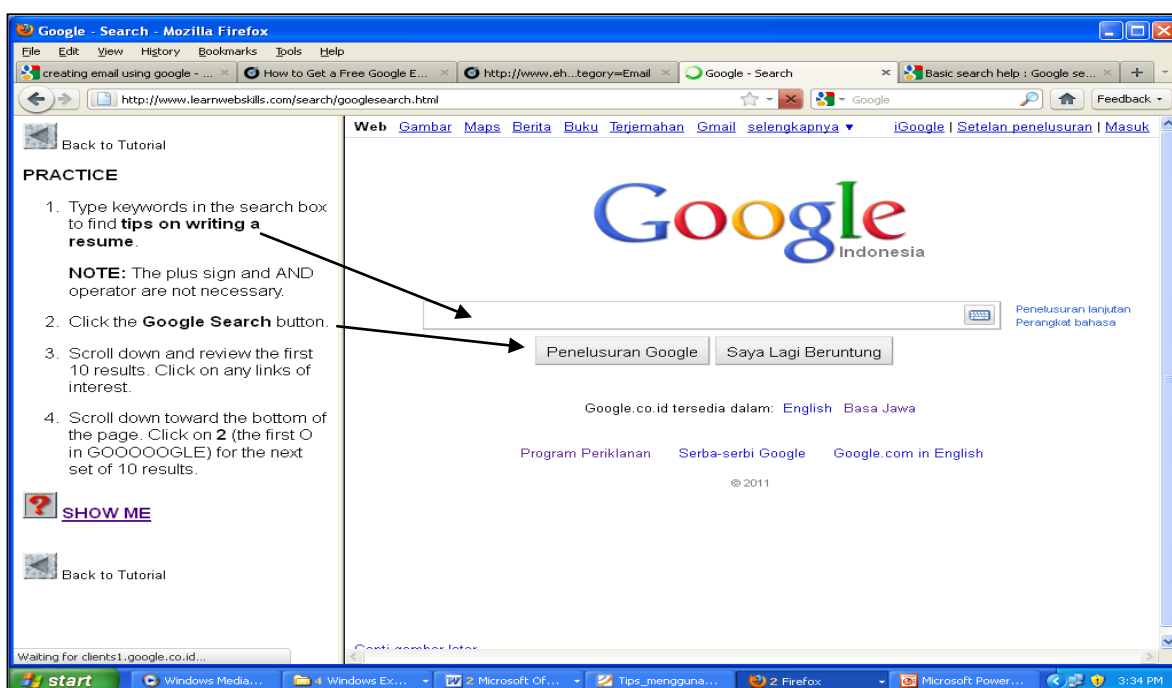 Google - Search - Mozilla Firefox
File Edit View History Bookmarks Tools Help
creating email using google - ... How to Get a Free Google E... http://www.eh...tegory=Email Google - Search Basic search help : Google se...
http://www.learnwebskills.com/search/googlesearch.html Google Feedback
Back to Tutorial
PRACTICE
1. Type keywords in the search box
to find tips on writing a
resume.
NOTE: The plus sign and AND
operator are not necessary.
2. Click the Google Search button.
3. Scroll down and review the first
10 results. Click on any links of
interest.
4. Scroll down toward the bottom of
the page. Click on 2 (the first O
in GOOOOOGLE) for the next
set of 10 results.
SHOW ME
Back to Tutorial
Waiting for clients1.google.co.id...
Web Gambar Maps Berita Buku Terjemahan Gmail selengkapnya ▼ iGoogle | Setelan penelusuran | Masuk
Google
Indonesia
Penelusuran lanjutan
Perangkat bahasa
Penelusuran Google Saya Lagi Beruntung
Google.co.id tersedia dalam: English Basa Jawa
Program Periklanan Serba-serbi Google Google.com in English
© 2011
start Windows Media... 4 Windows Ex... 2 Microsoft Of... Tips_mengguna... 2 Firefox Microsoft Power... 3:34 PM